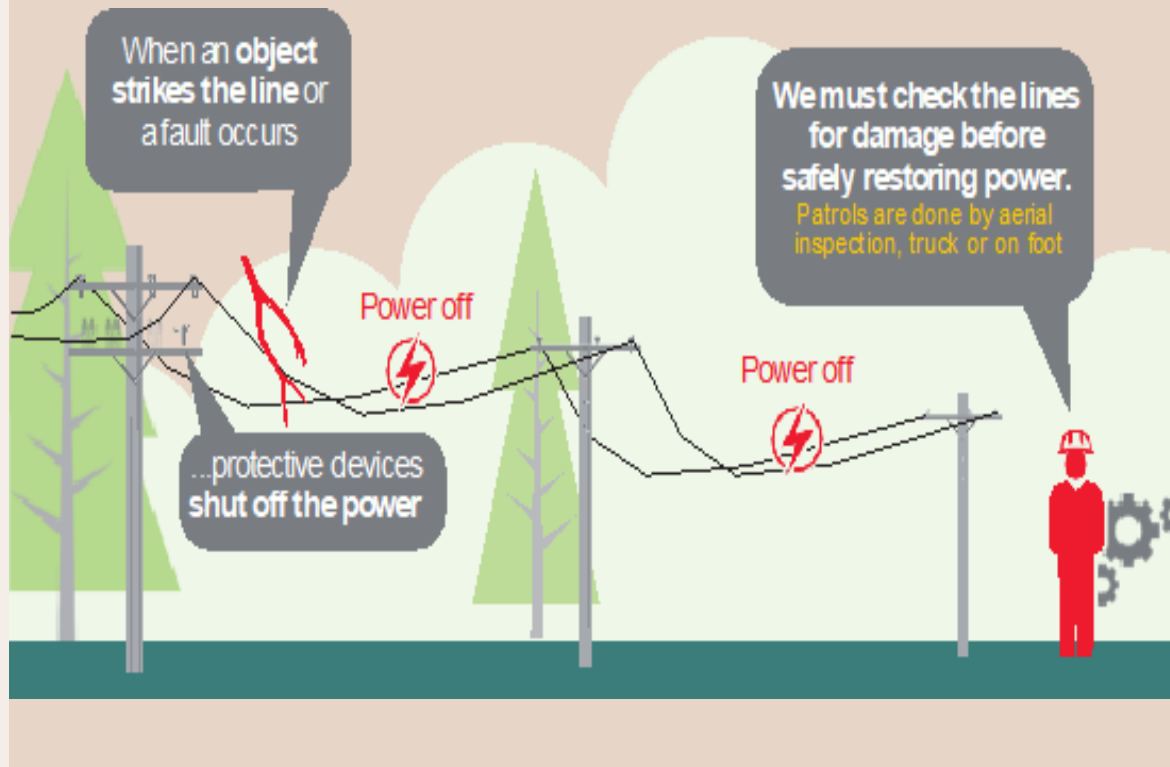 When an object
strikes the line or
a fault occurs
...protective devices
shut off the power
Power off
Power off
We must check the lines
for damage before
safely restoring power.
Patrols are done by aerial
inspection, truck or on foot